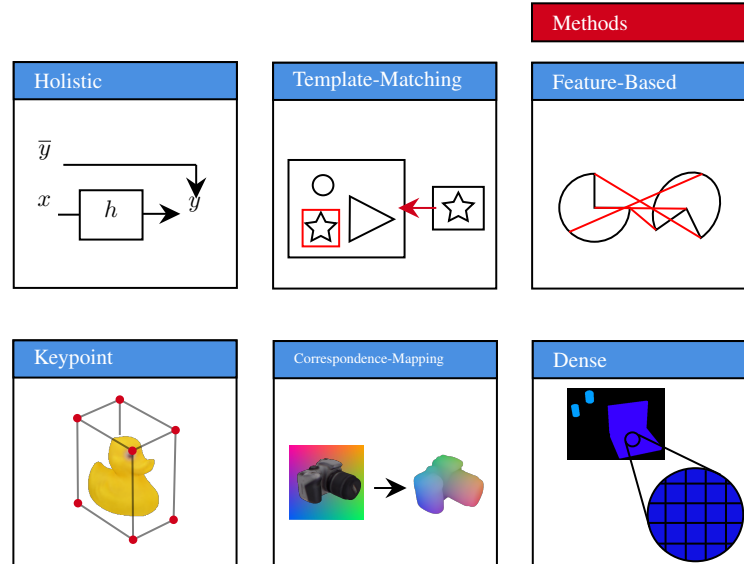 Methods
Holistic
Template-Matching
Feature-Based
y̅
x
h
y
Keypoint
Correspondence-Mapping
Dense